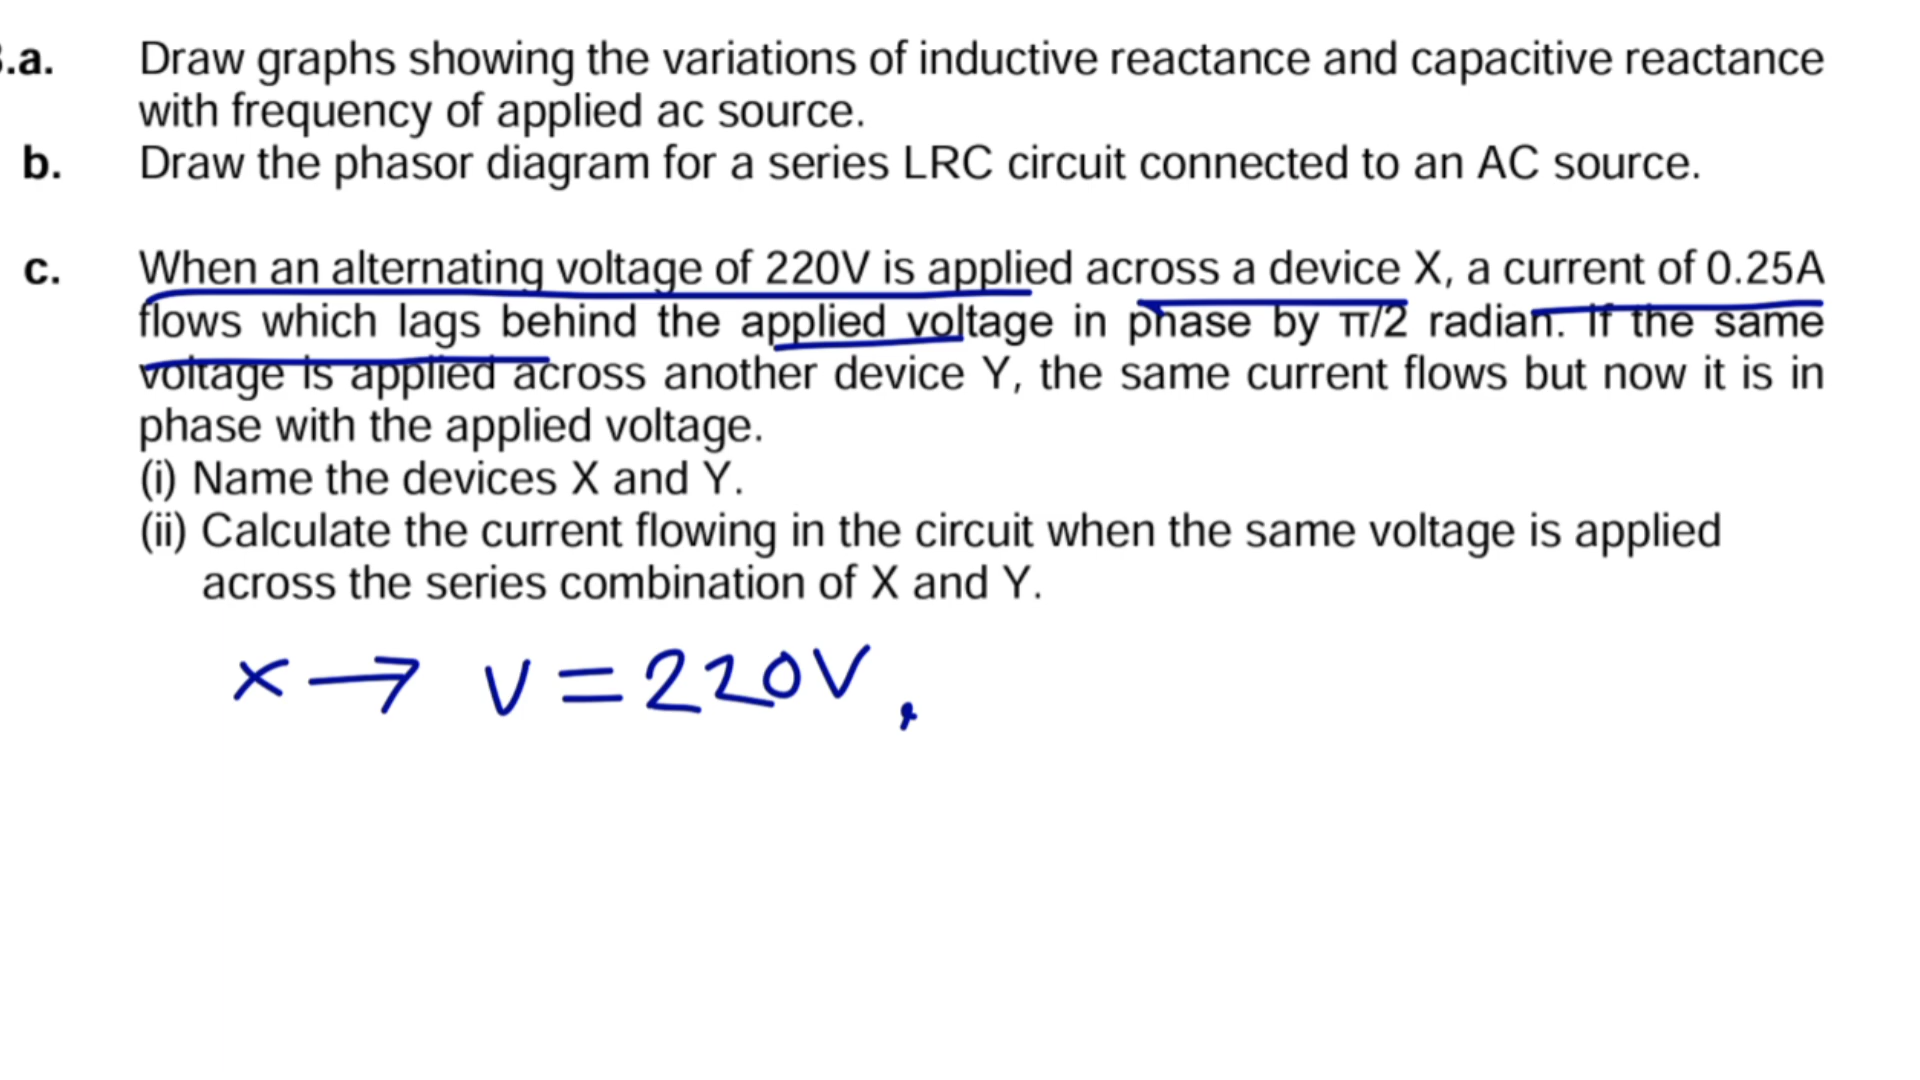 .a. Draw graphs showing the variations of inductive reactance and capacitive reactance
with frequency of applied ac source.
b. Draw the phasor diagram for a series LRC circuit connected to an AC source.
c. When an alternating voltage of 220V is applied across a device X, a current of 0.25A
flows which lags behind the applied voltage in phase by π/2 radian. If the same
voltage is applied across another device Y, the same current flows but now it is in
phase with the applied voltage.
(i) Name the devices X and Y.
(ii) Calculate the current flowing in the circuit when the same voltage is applied
across the series combination of X and Y.
x → V = 220V,